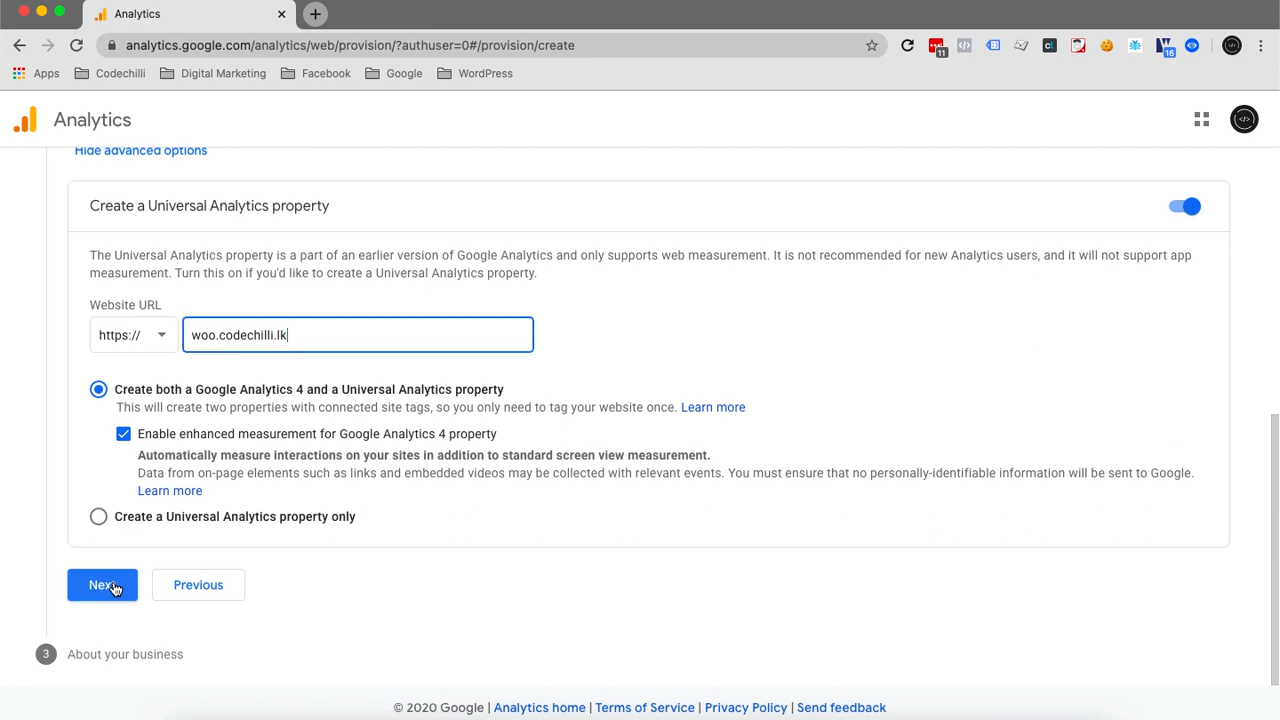 Analytics
analytics.google.com/analytics/web/provision/?authuser=0#/provision/create
11
16
Apps Codechilli Digital Marketing Facebook Google WordPress
Analytics
Hide advanced options
Create a Universal Analytics property
The Universal Analytics property is a part of an earlier version of Google Analytics and only supports web measurement. It is not recommended for new Analytics users, and it will not support app
measurement. Turn this on if you'd like to create a Universal Analytics property.
Website URL
https:// woo.codechilli.lk
Create both a Google Analytics 4 and a Universal Analytics property
This will create two properties with connected site tags, so you only need to tag your website once. Learn more
Enable enhanced measurement for Google Analytics 4 property
Automatically measure interactions on your sites in addition to standard screen view measurement.
Data from on-page elements such as links and embedded videos may be collected with relevant events. You must ensure that no personally-identifiable information will be sent to Google.
Learn more
Create a Universal Analytics property only
Next Previous
3 About your business
© 2020 Google | Analytics home | Terms of Service | Privacy Policy | Send feedback